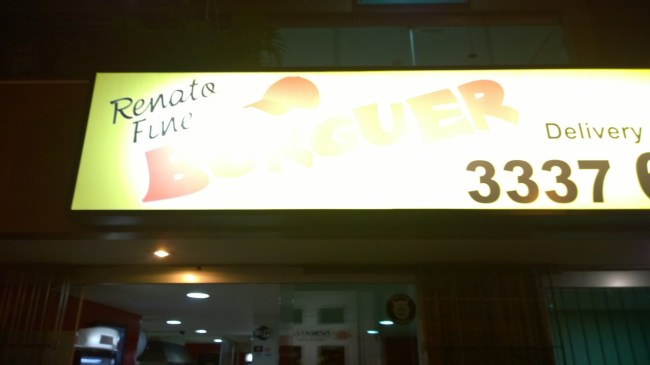 Renato
Fine
BURGUER
Delivery
3337